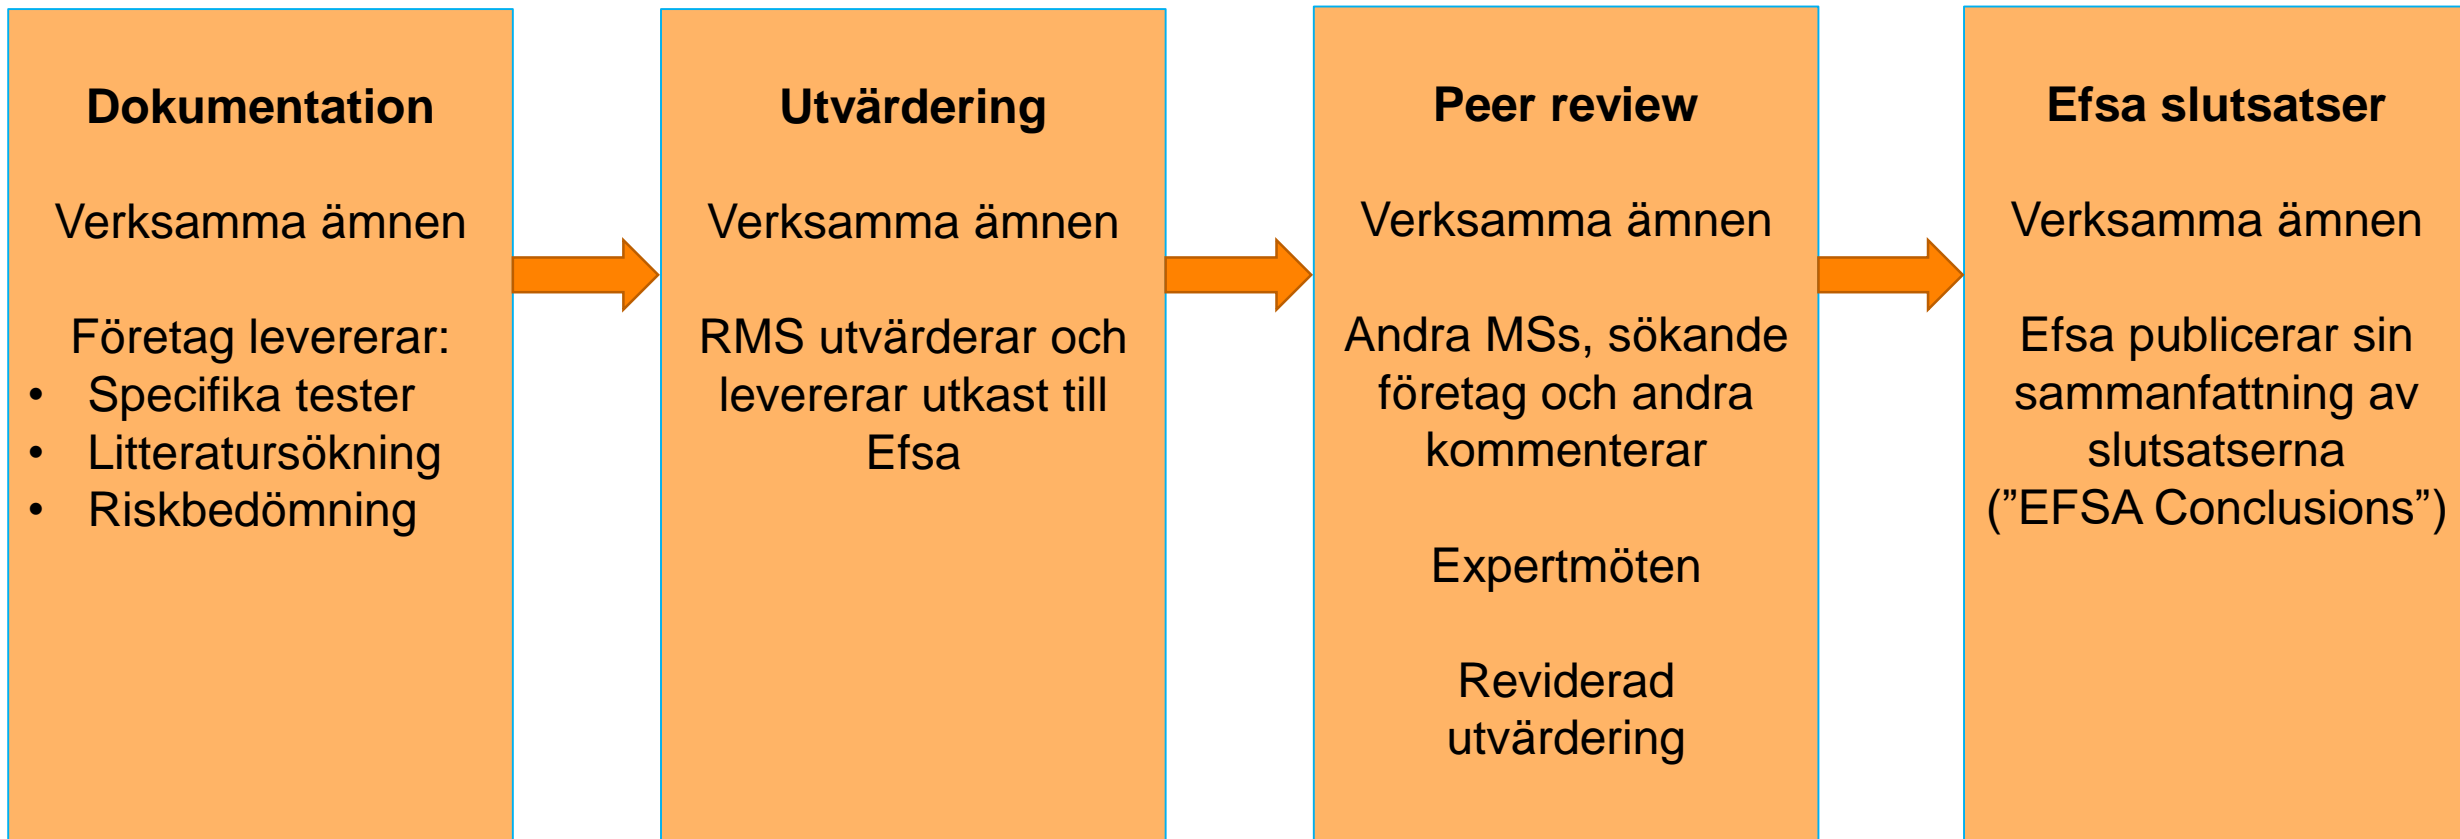 Dokumentation
Verksamma ämnen
Företag levererar:
• Specifika tester
• Litteratursökning
• Riskbedömning
Utvärdering
Verksamma ämnen
RMS utvärderar och
levererar utkast till
Efsa
Peer review
Verksamma ämnen
Andra MSs, sökande
företag och andra
kommenterar
Expertmöten
Reviderad
utvärdering
Efsa slutsatser
Verksamma ämnen
Efsa publicerar sin
sammanfattning av
slutsatserna
(”EFSA Conclusions”)